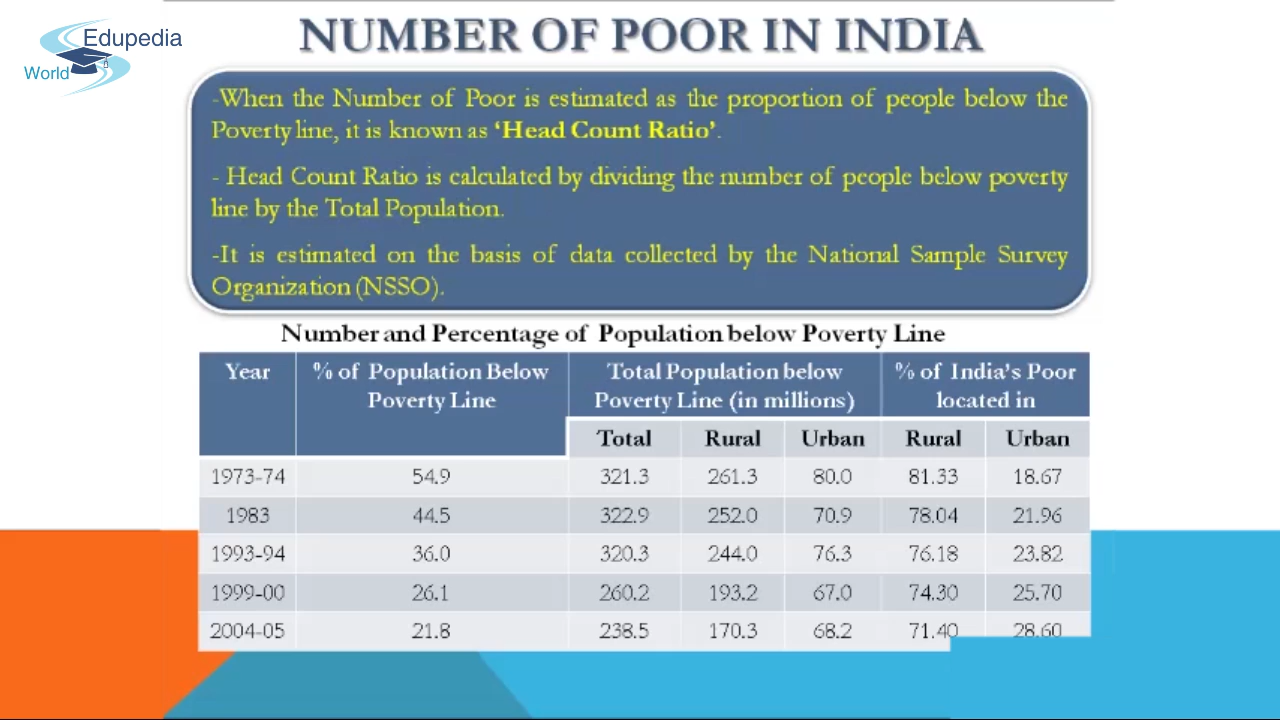 Edupedia
World
NUMBER OF POOR IN INDIA
-When the Number of Poor is estimated as the proportion of people below the
Poverty line, it is known as ‘Head Count Ratio’.
- Head Count Ratio is calculated by dividing the number of people below poverty
line by the Total Population.
-It is estimated on the basis of data collected by the National Sample Survey
Organization (NSSO).
Number and Percentage of Population below Poverty Line
Year % of Population Below Total Population below % of India's Poor
Poverty Line Poverty Line (in millions) located in
Total Rural Urban Rural Urban
1973-74 54.9 321.3 261.3 80.0 81.33 18.67
1983 44.5 322.9 252.0 70.9 78.04 21.96
1993-94 36.0 320.3 244.0 76.3 76.18 23.82
1999-00 26.1 260.2 193.2 67.0 74.30 25.70
2004-05 21.8 238.5 170.3 68.2 71.40 28.60